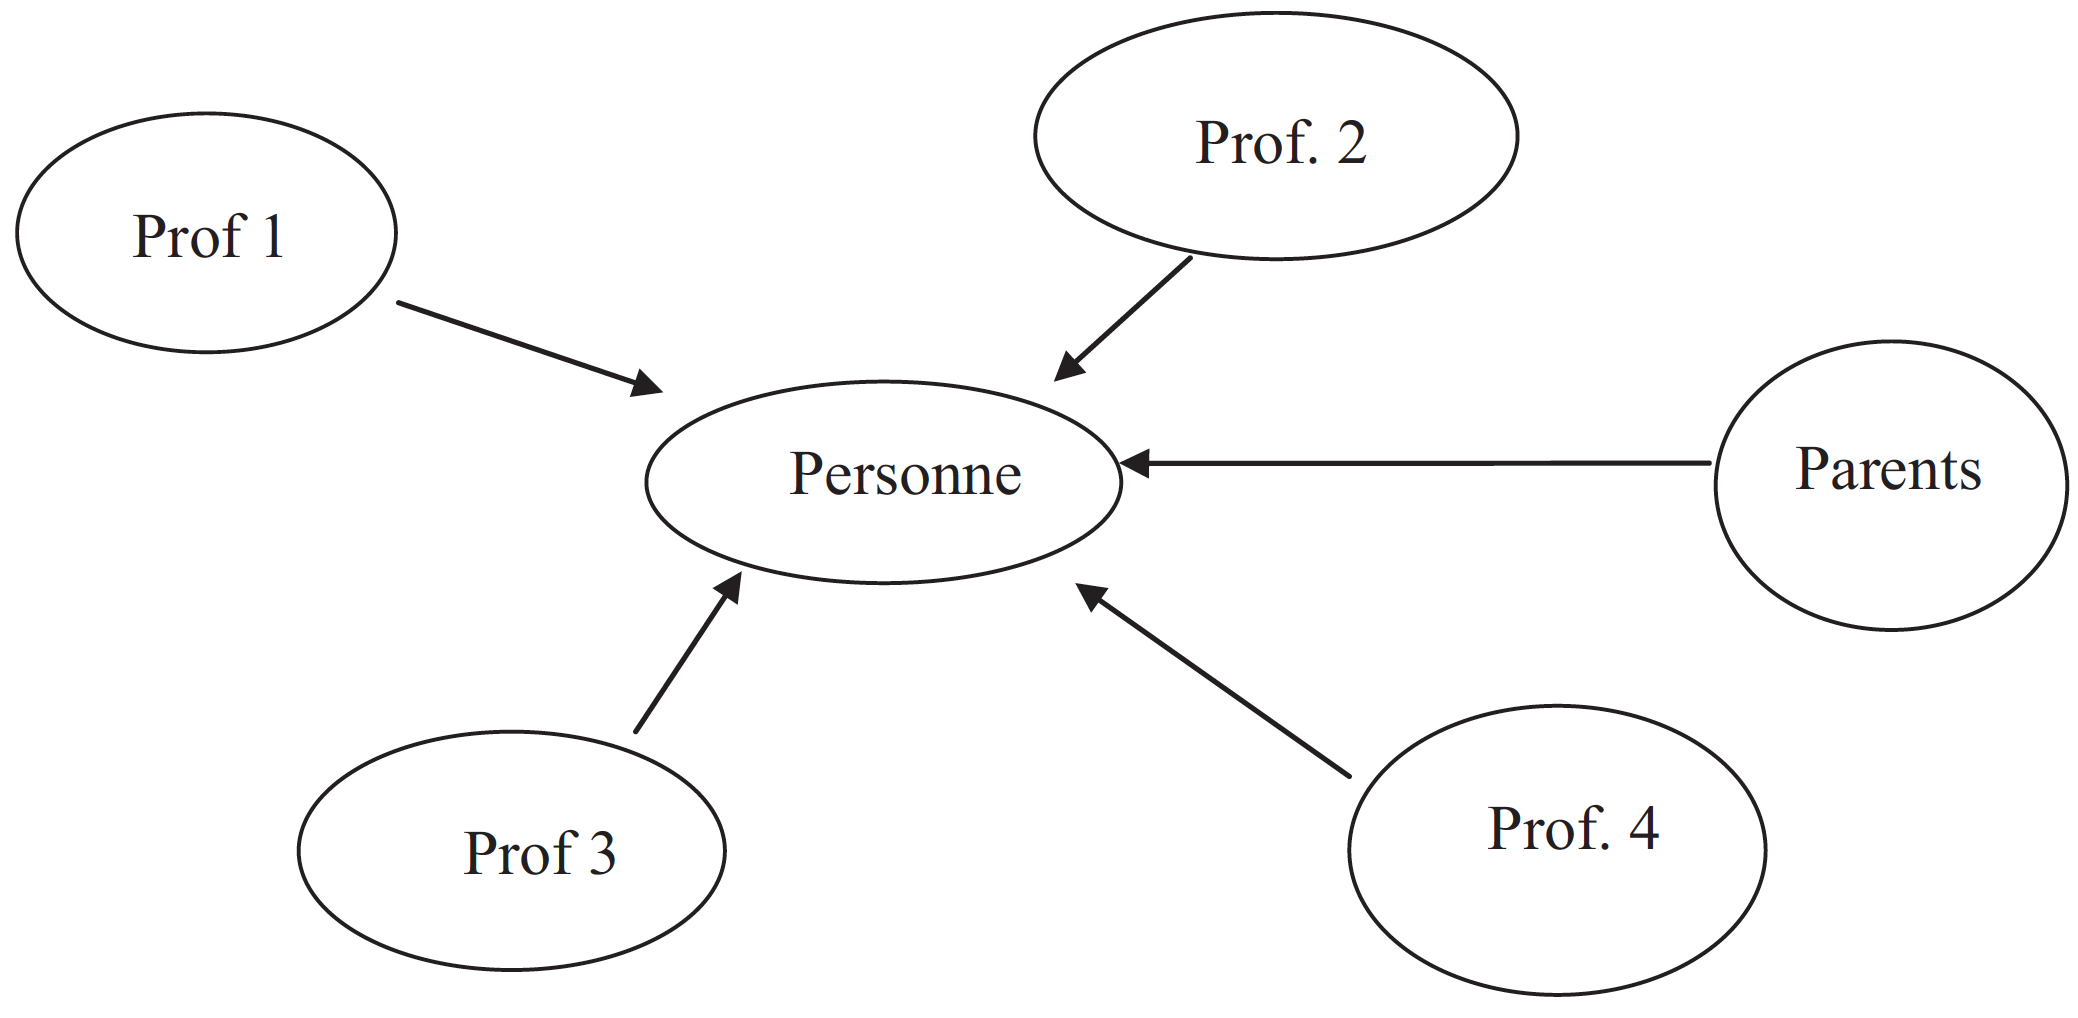 Prof. 2
Prof 1
Personne
Parents
Prof 3
Prof. 4